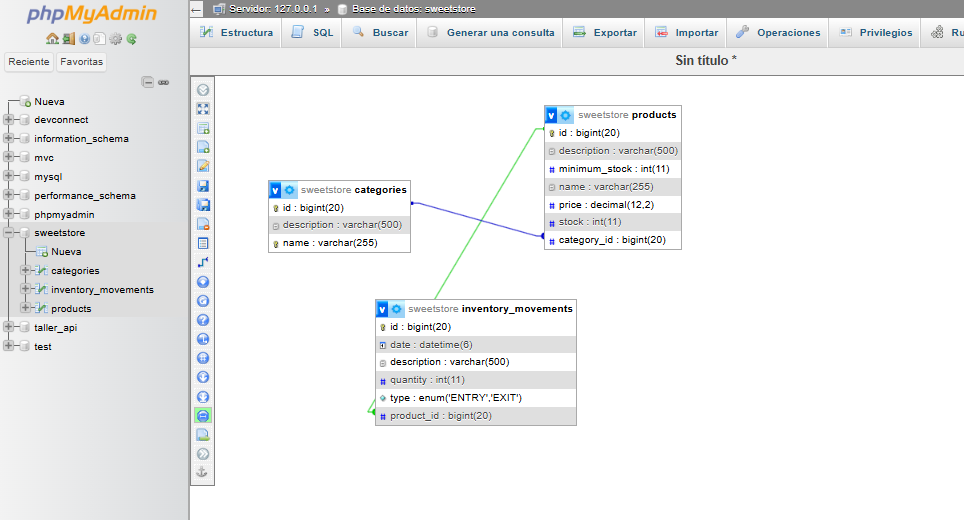 phpMyAdmin
Reciente Favoritas
Nueva
devconnect
information_schema
mvc
mysql
performance_schema
phpmyadmin
sweetstore
Nueva
categories
inventory_movements
products
taller_api
test
Servidor: 127.0.0.1 » Base de datos: sweetstore
Estructura SQL Buscar Generar una consulta Exportar Importar Operaciones Privilegios Ru
Sin título *
v sweetstore products
id : bigint(20)
description : varchar(500)
minimum_stock : int(11)
name : varchar(255)
price : decimal(12,2)
stock : int(11)
category_id : bigint(20)
v sweetstore categories
id : bigint(20)
description : varchar(500)
name : varchar(255)
v sweetstore inventory_movements
id : bigint(20)
date : datetime(6)
description : varchar(500)
quantity : int(11)
type : enum('ENTRY','EXIT')
product_id : bigint(20)